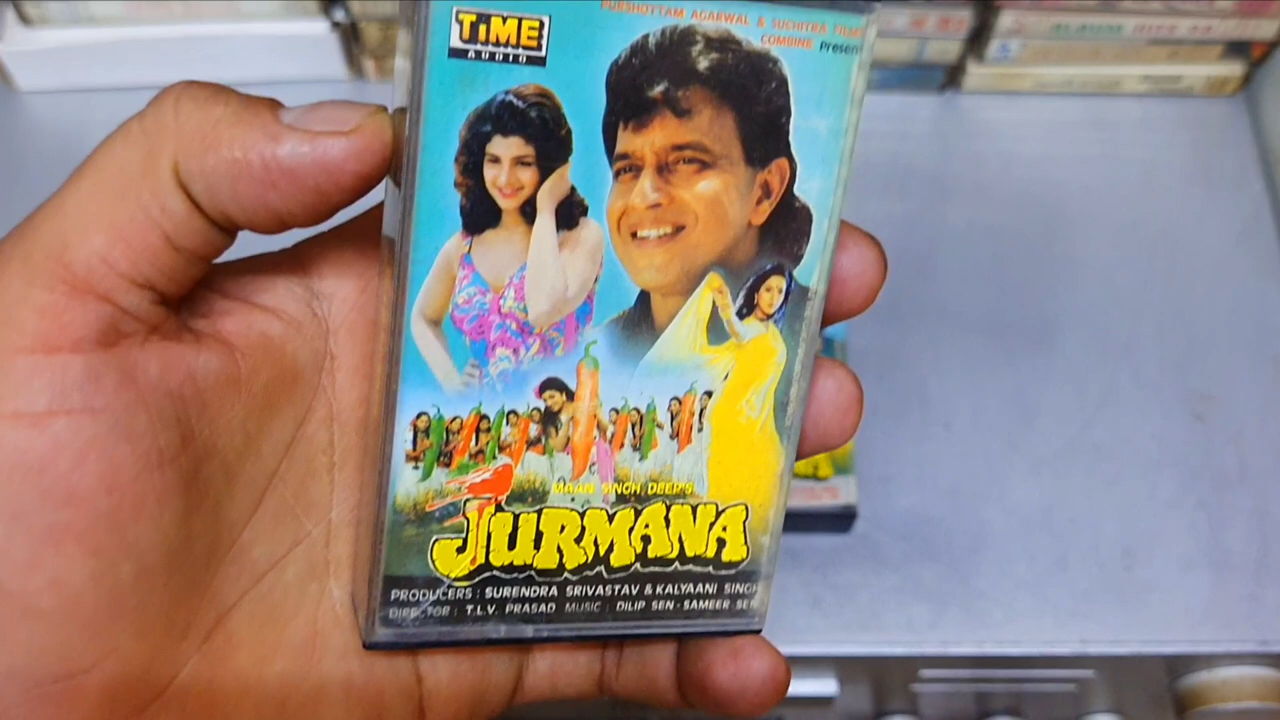 TiME
AUDIO
PURSHOTTAM AGARWAL & SUCHITRA FILMS
COMBINE Present
MAAN SINGH DEEP'S
JURMANA
PRODUCERS : SURENDRA SRIVASTAV & KALYAANI SINGH
DIRECTOR : T.L.V. PRASAD MUSIC : DILIP SEN - SAMEER SEN